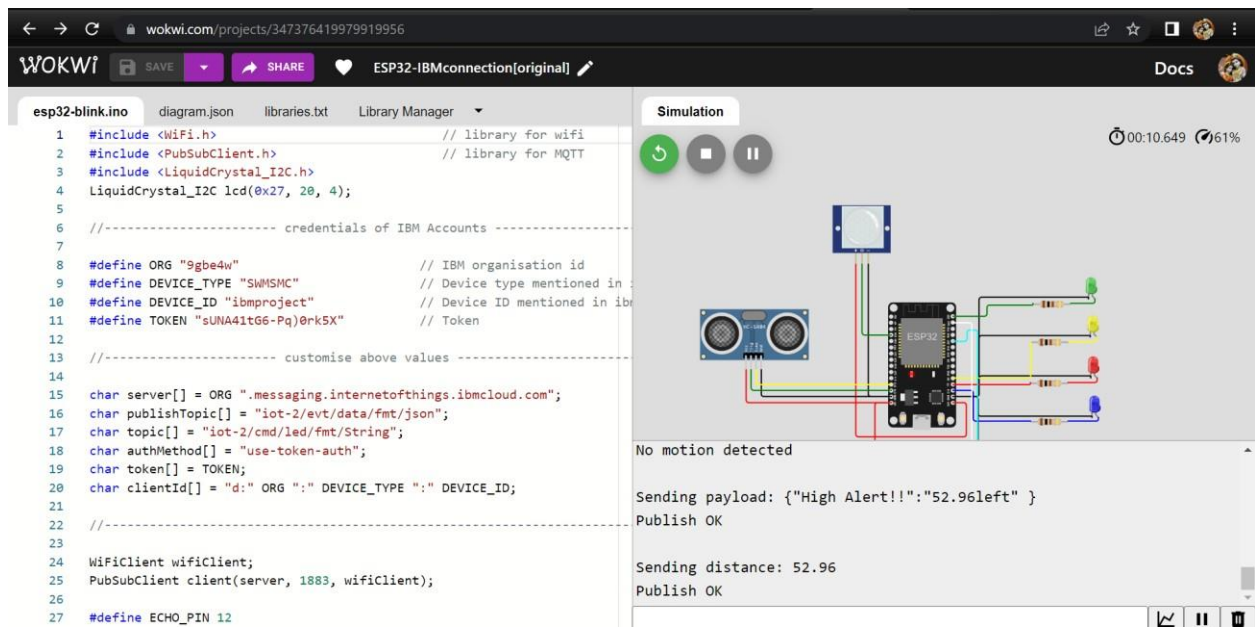 wokwi.com/projects/347376419979919956
WOKWI SAVE SHARE ESP32-IBMconnection[original] Docs
esp32-blink.ino diagram.json libraries.txt Library Manager
1 #include <WiFi.h> // library for wifi
2 #include <PubSubClient.h> // library for MQTT
3 #include <LiquidCrystal_I2C.h>
4 LiquidCrystal_I2C lcd(0x27, 20, 4);
5
6 //----------------------- credentials of IBM Accounts ------------------
7
8 #define ORG "9gbe4w" // IBM organisation id
9 #define DEVICE_TYPE "SWMSMC" // Device type mentioned in
10 #define DEVICE_ID "ibmproject" // Device ID mentioned in ibm
11 #define TOKEN "sUNA41tG6-Pq)0rk5X" // Token
12
13 //----------------------- customise above values -----------------------
14
15 char server[] = ORG ".messaging.internetofthings.ibmcloud.com";
16 char publishTopic[] = "iot-2/evt/data/fmt/json";
17 char topic[] = "iot-2/cmd/led/fmt/String";
18 char authMethod[] = "use-token-auth";
19 char token[] = TOKEN;
20 char clientId[] = "d:" ORG ":" DEVICE_TYPE ":" DEVICE_ID;
21
22 //-----------------------------------------------------------------------
23
24 WiFiClient wifiClient;
25 PubSubClient client(server, 1883, wifiClient);
26
27 #define ECHO_PIN 12
Simulation
00:10.649 61%
HC-SR04
ESP32
No motion detected
Sending payload: {"High Alert!!":"52.96left" }
Publish OK
Sending distance: 52.96
Publish OK